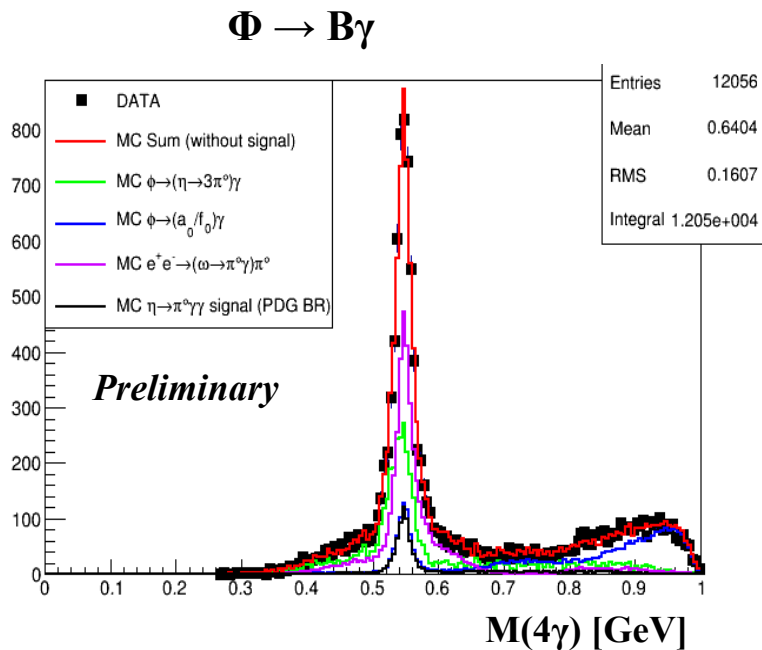 Φ → Bγ
DATA
MC Sum (without signal)
MC ϕ→(η→3π°)γ
MC ϕ→(a₀/f₀)γ
MC e⁺e⁻→(ω→π°γ)π°
MC η→π°γγ signal (PDG BR)
Entries 12056
Mean 0.6404
RMS 0.1607
Integral 1.205e+004
Preliminary
800
700
600
500
400
300
200
100
0
0 0.1 0.2 0.3 0.4 0.5 0.6 0.7 0.8 0.9 1
M(4γ) [GeV]